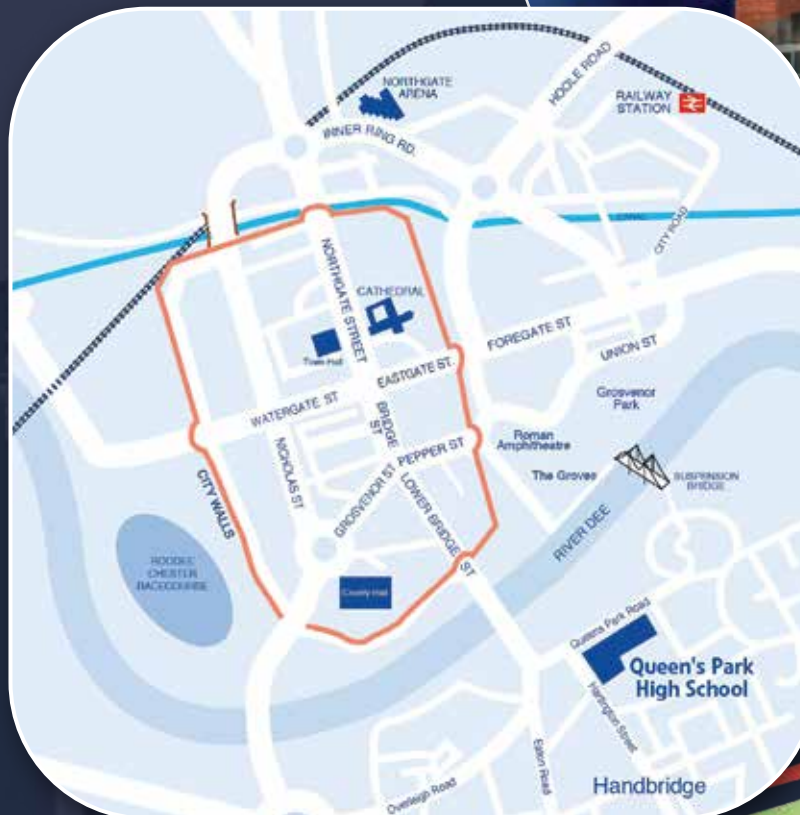 NORTHGATE
ARENA
HOOLE ROAD
RAILWAY
STATION
INNER RING RD.
CANAL
CITY ROAD
NORTHGATE STREET
CATHEDRAL
Town Hall
FOREGATE ST
UNION ST
EASTGATE ST.
WATERGATE ST
Grosvenor
Park
BRIDGE
ST
Roman
Amphitheatre
PEPPER ST
NICHOLAS ST
GROSVENOR ST
The Groves
SUSPENSION
BRIDGE
CITY WALLS
LOWER BRIDGE ST
RIVER DEE
ROODEE
CHESTER
RACECOURSE
County Hall
Queens Park Road
Queen's Park
High School
Hartington Street
Eaton Road
Overleigh Road
Handbridge